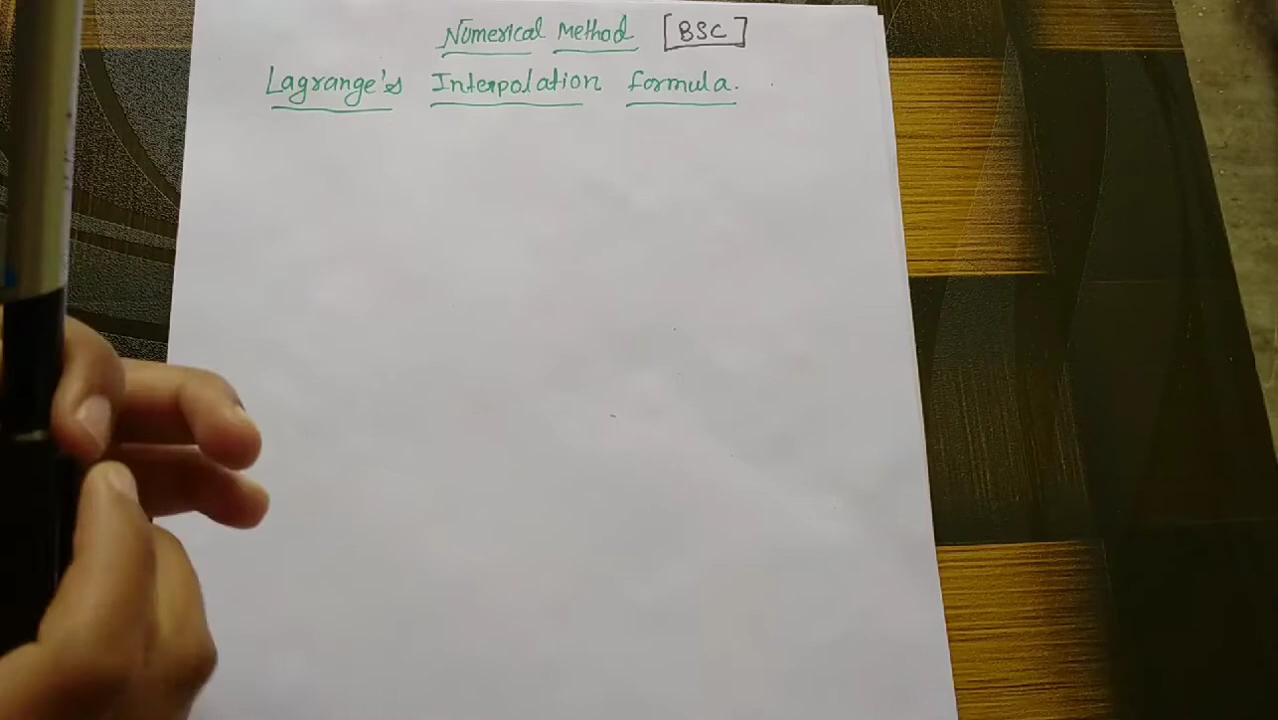 Numerical Method [BSC]
Lagrange's Interpolation formula.